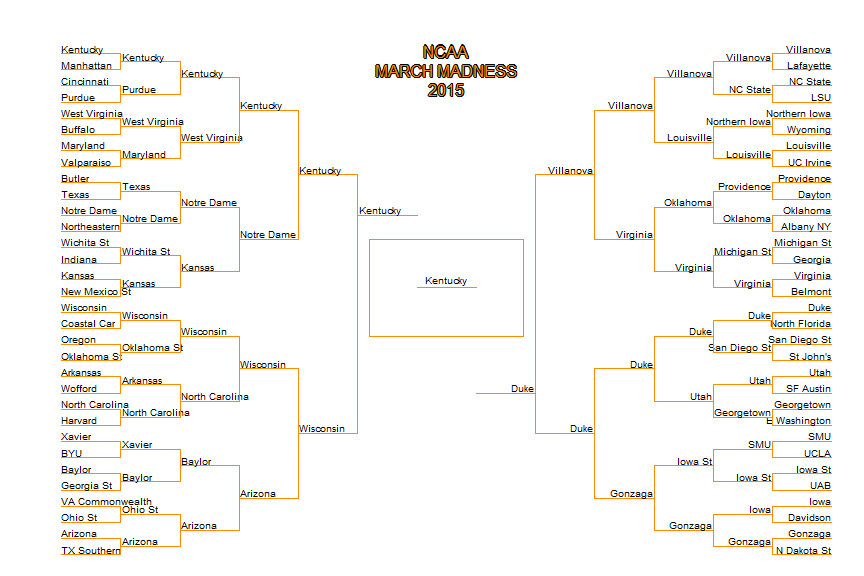 NCAA
MARCH MADNESS
2015
Kentucky
Manhattan
Cincinnati
Purdue
West Virginia
Buffalo
Maryland
Valparaiso
Butler
Texas
Notre Dame
Northeastern
Wichita St
Indiana
Kansas
New Mexico St
Wisconsin
Coastal Car
Oregon
Oklahoma St
Arkansas
Wofford
North Carolina
Harvard
Xavier
BYU
Baylor
Georgia St
VA Commonwealth
Ohio St
Arizona
TX Southern
Kentucky
Purdue
West Virginia
Maryland
Texas
Notre Dame
Wichita St
Kansas
Wisconsin
Oklahoma St
Arkansas
North Carolina
Xavier
Baylor
Ohio St
Arizona
Kentucky
West Virginia
Notre Dame
Kansas
Wisconsin
North Carolina
Baylor
Arizona
Kentucky
Notre Dame
Wisconsin
Arizona
Kentucky
Wisconsin
Kentucky
Kentucky
Duke
Villanova
Duke
Villanova
Virginia
Duke
Gonzaga
Villanova
Louisville
Oklahoma
Virginia
Duke
Utah
Iowa St
Gonzaga
Villanova
NC State
Northern Iowa
Louisville
Providence
Oklahoma
Michigan St
Virginia
Duke
San Diego St
Utah
Georgetown
SMU
Iowa St
Iowa
Gonzaga
Villanova
Lafayette
NC State
LSU
Northern Iowa
Wyoming
Louisville
UC Irvine
Providence
Dayton
Oklahoma
Albany NY
Michigan St
Georgia
Virginia
Belmont
Duke
North Florida
San Diego St
St John's
Utah
SF Austin
Georgetown
E Washington
SMU
UCLA
Iowa St
UAB
Iowa
Davidson
Gonzaga
N Dakota St